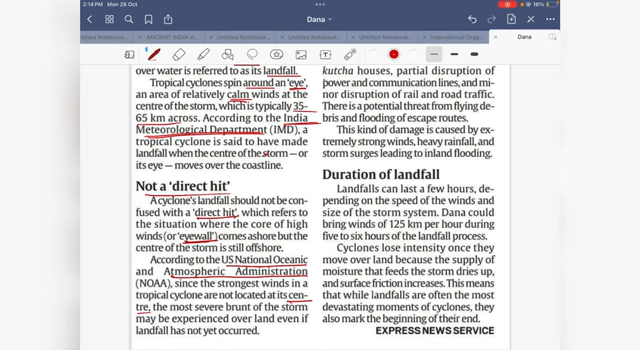 2:14 PM Mon 28 Oct
16%
Dana
titled Notebook...
ANCIENT INDIA in
Untitled Notebook...
Untitled Notebook...
Untitled Notebook...
International Orga...
Dana
over water is referred to as its landfall.
Tropical cyclones spin around an ‘eye’,
an area of relatively calm winds at the
centre of the storm, which is typically 35-
65 km across. According to the India
Meteorological Department (IMD), a
tropical cyclone is said to have made
landfall when the centre of the storm — or
its eye — moves over the coastline.
Not a ‘direct hit’
A cyclone’s landfall should not be con-
fused with a ‘direct hit’, which refers to
the situation where the core of high
winds (or ‘eyewall’) comes ashore but the
centre of the storm is still offshore.
According to the US National Oceanic
and Atmospheric Administration
(NOAA), since the strongest winds in a
tropical cyclone are not located at its cen-
tre, the most severe brunt of the storm
may be experienced over land even if
landfall has not yet occurred.
kutcha houses, partial disruption of
power and communication lines, and mi-
nor disruption of rail and road traffic.
There is a potential threat from flying de-
bris and flooding of escape routes.
This kind of damage is caused by ex-
tremely strong winds, heavy rainfall, and
storm surges leading to inland flooding.
Duration of landfall
Landfalls can last a few hours, de-
pending on the speed of the winds and
size of the storm system. Dana could
bring winds of 125 km per hour during
five to six hours of the landfall process.
Cyclones lose intensity once they
move over land because the supply of
moisture that feeds the storm dries up,
and surface friction increases. This means
that while landfalls are often the most
devastating moments of cyclones, they
also mark the beginning of their end.
EXPRESS NEWS SERVICE